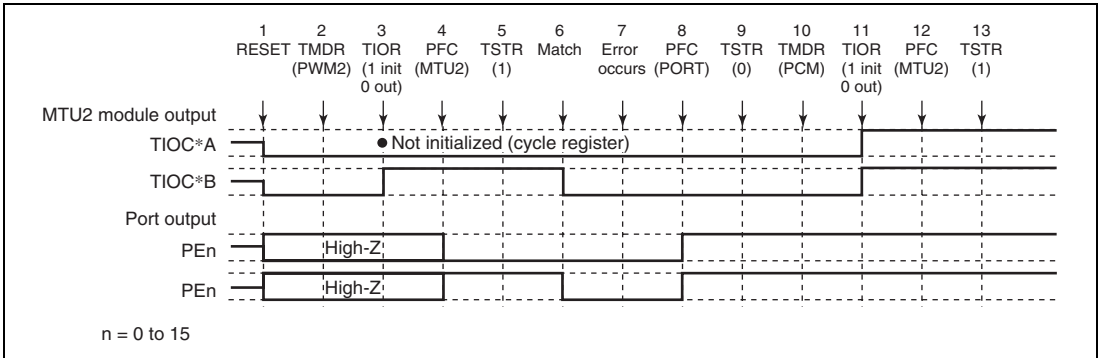 1 2 3 4 5 6 7 8 9 10 11 12 13
RESET TMDR TIOR PFC TSTR Match Error PFC TSTR TMDR TIOR PFC TSTR
(PWM2) (1 init (MTU2) (1) occurs (PORT) (0) (PCM) (1 init (MTU2) (1)
0 out) 0 out)
MTU2 module output
TIOC*A
● Not initialized (cycle register)
TIOC*B
Port output
PEn
High-Z
PEn
High-Z
n = 0 to 15